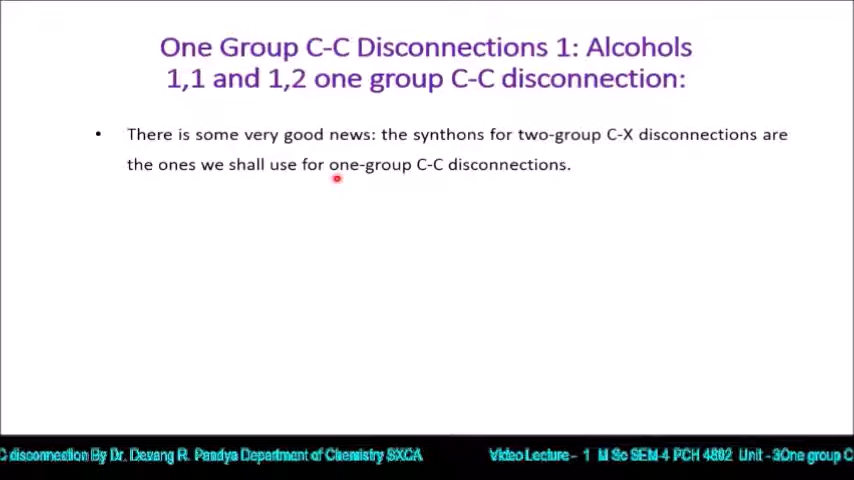 One Group C-C Disconnections 1: Alcohols
1,1 and 1,2 one group C-C disconnection:
• There is some very good news: the synthons for two-group C-X disconnections are
the ones we shall use for one-group C-C disconnections.
C disconnection By Dr. Devang R. Pandya Department of Chemistry SXCA Video Lecture - 1 M Sc SEM-4 PCH 4802 Unit - 3One group C